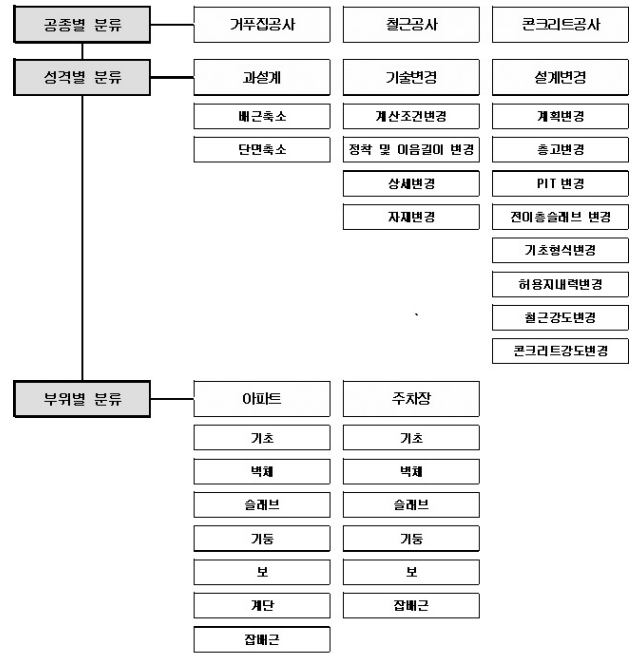 공종별 분류 거푸집공사 철근공사 콘크리트공사
성격별 분류 과설계 기술변경 설계변경
배근축소 계산조건변경 계획변경
단면축소 정착 및 이음길이 변경 층고변경
상세변경 PIT 변경
자재변경 전이층슬래브 변경
기초형식변경
허용지내력변경
철근강도변경
콘크리트강도변경
부위별 분류 아파트 주차장
기초 기초
벽체 벽체
슬래브 슬래브
기둥 기둥
보 보
계단 잡배근
잡배근